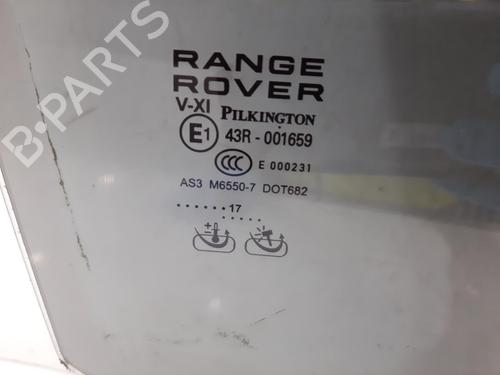 RANGE
ROVER
V-XI PILKINGTON
E1 43R - 001659
CCC E 000231
AS3 M6550-7 DOT682
...... 17 ......
B-PARTS